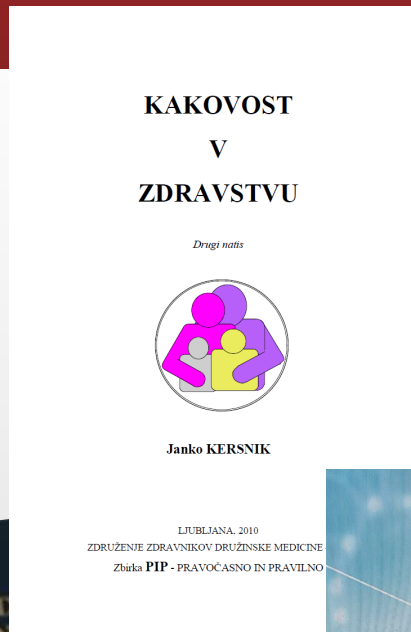 KAKOVOST
V
ZDRAVSTVU
Drugi natis
Janko KERSNIK
LJUBLJANA, 2010
ZDRUŽENJE ZDRAVNIKOV DRUŽINSKE MEDICINE
Zbirka PIP - PRAVOČASNO IN PRAVILNO